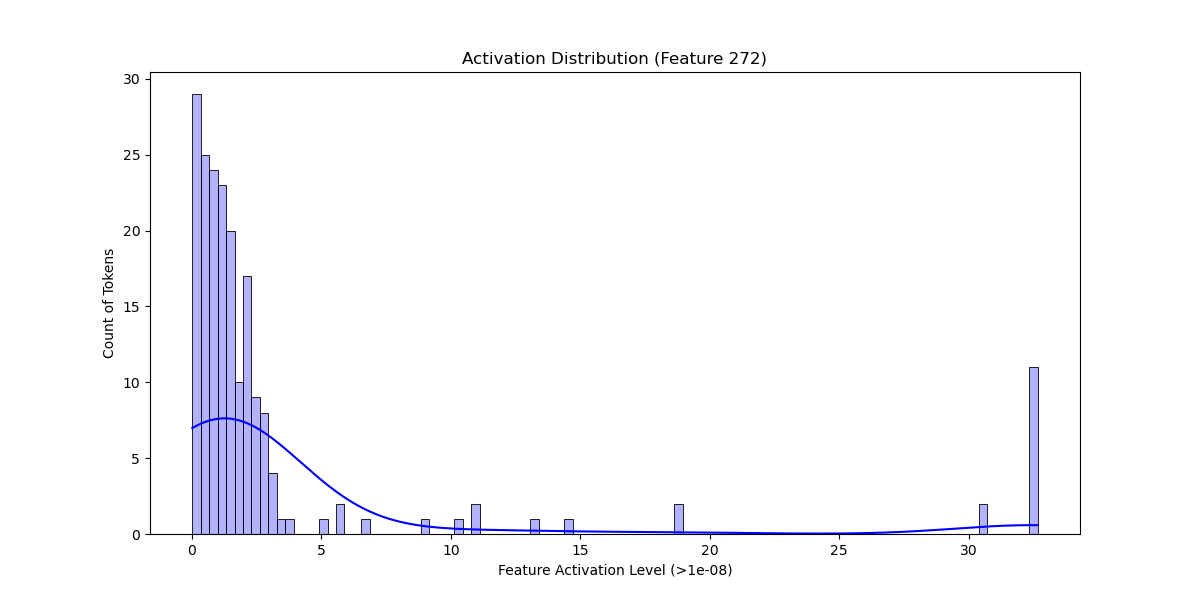 Activation Distribution (Feature 272)
30
25
20
15
10
5
0
Count of Tokens
0 5 10 15 20 25 30
Feature Activation Level (>1e-08)